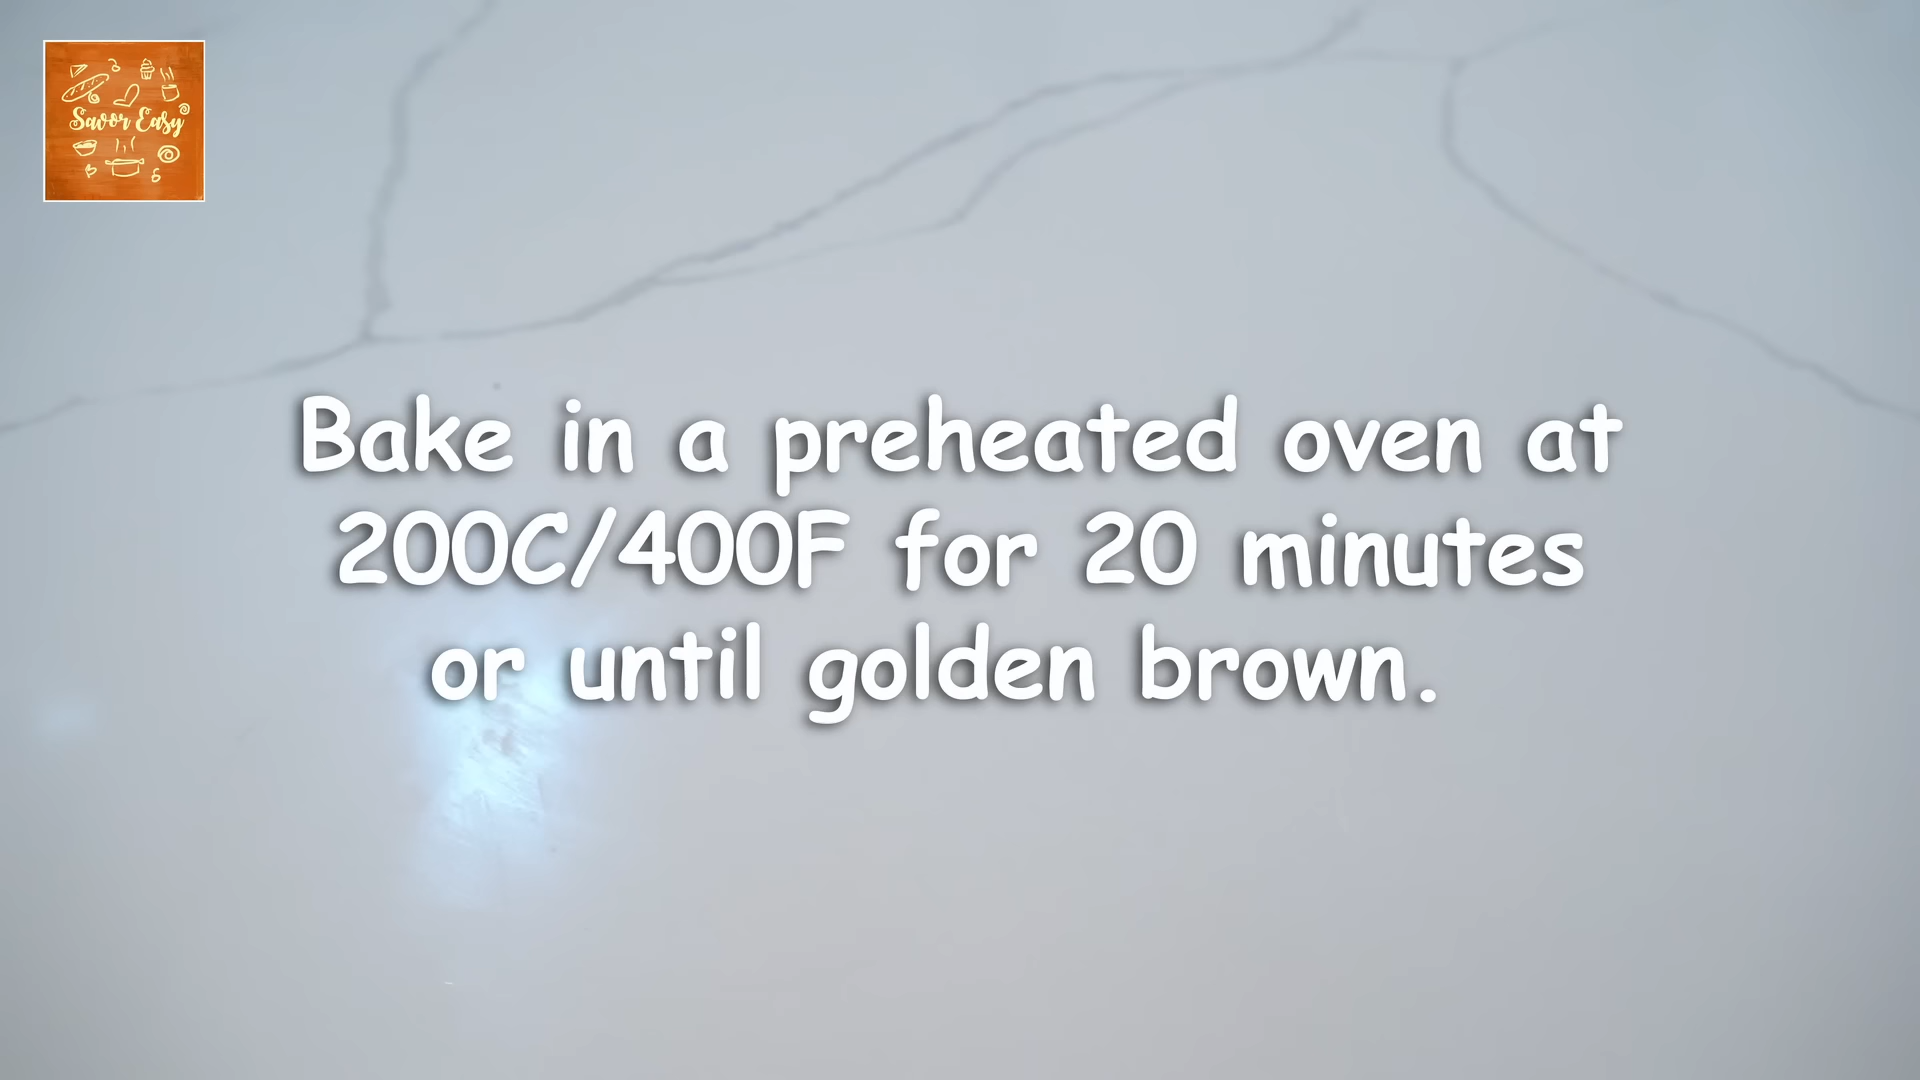 Savor Easy
Bake in a preheated oven at
200C/400F for 20 minutes
or until golden brown.